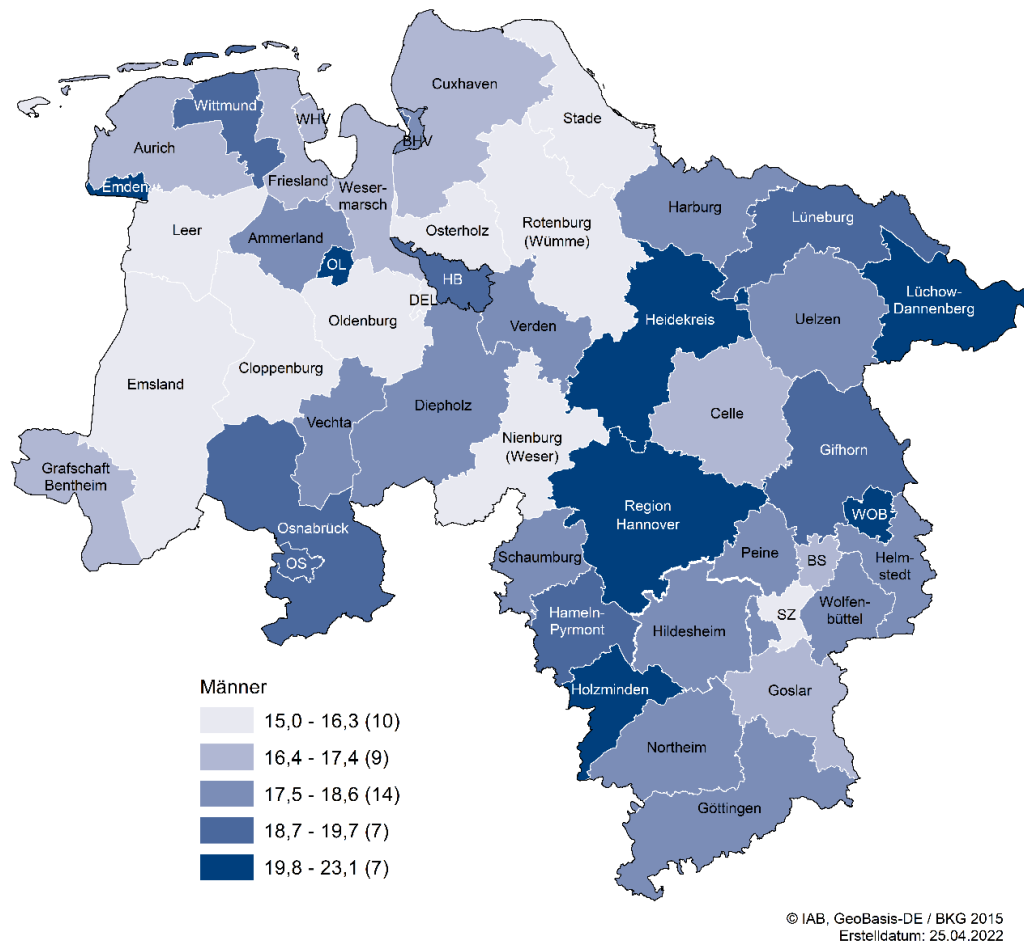 Cuxhaven
Stade
Wittmund
WHV
BHV
Aurich
Friesland
Weser-
marsch
Emden
Leer
Ammerland
OL
Osterholz
Rotenburg
(Wümme)
Harburg
Lüneburg
HB
DEL
Oldenburg
Verden
Heidekreis
Lüchow-
Dannenberg
Uelzen
Emsland
Cloppenburg
Vechta
Diepholz
Nienburg
(Weser)
Celle
Gifhorn
Grafschaft
Bentheim
Region
Hannover
WOB
Osnabrück
OS
Schaumburg
Peine
BS
Helm-
stedt
Hameln-
Pyrmont
Hildesheim
SZ
Wolfen-
büttel
Holzminden
Goslar
Northeim
Göttingen
Männer
15,0 - 16,3 (10)
16,4 - 17,4 (9)
17,5 - 18,6 (14)
18,7 - 19,7 (7)
19,8 - 23,1 (7)
© IAB, GeoBasis-DE / BKG 2015
Erstelldatum: 25.04.2022